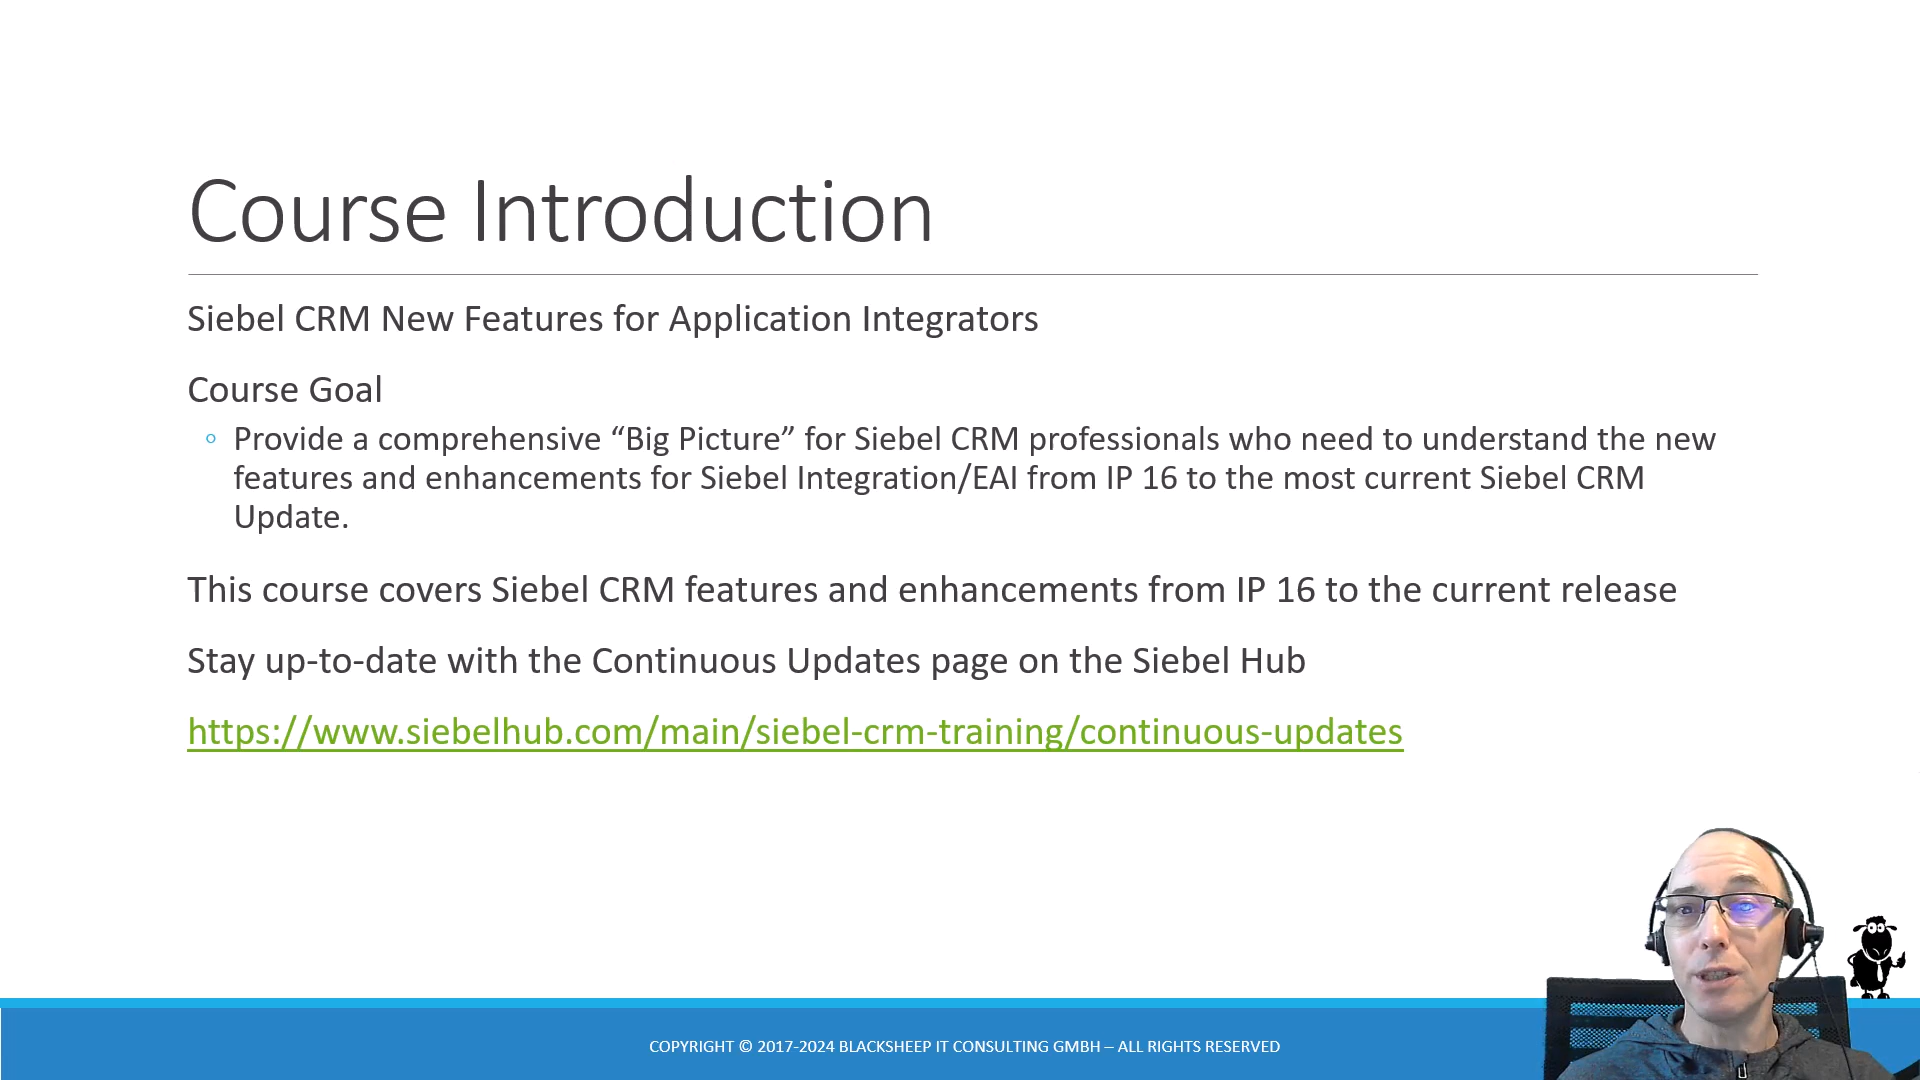 Course Introduction
Siebel CRM New Features for Application Integrators
Course Goal
Provide a comprehensive “Big Picture” for Siebel CRM professionals who need to understand the new
features and enhancements for Siebel Integration/EAI from IP 16 to the most current Siebel CRM
Update.
This course covers Siebel CRM features and enhancements from IP 16 to the current release
Stay up-to-date with the Continuous Updates page on the Siebel Hub
https://www.siebelhub.com/main/siebel-crm-training/continuous-updates
COPYRIGHT © 2017-2024 BLACKSHEEP IT CONSULTING GMBH – ALL RIGHTS RESERVED